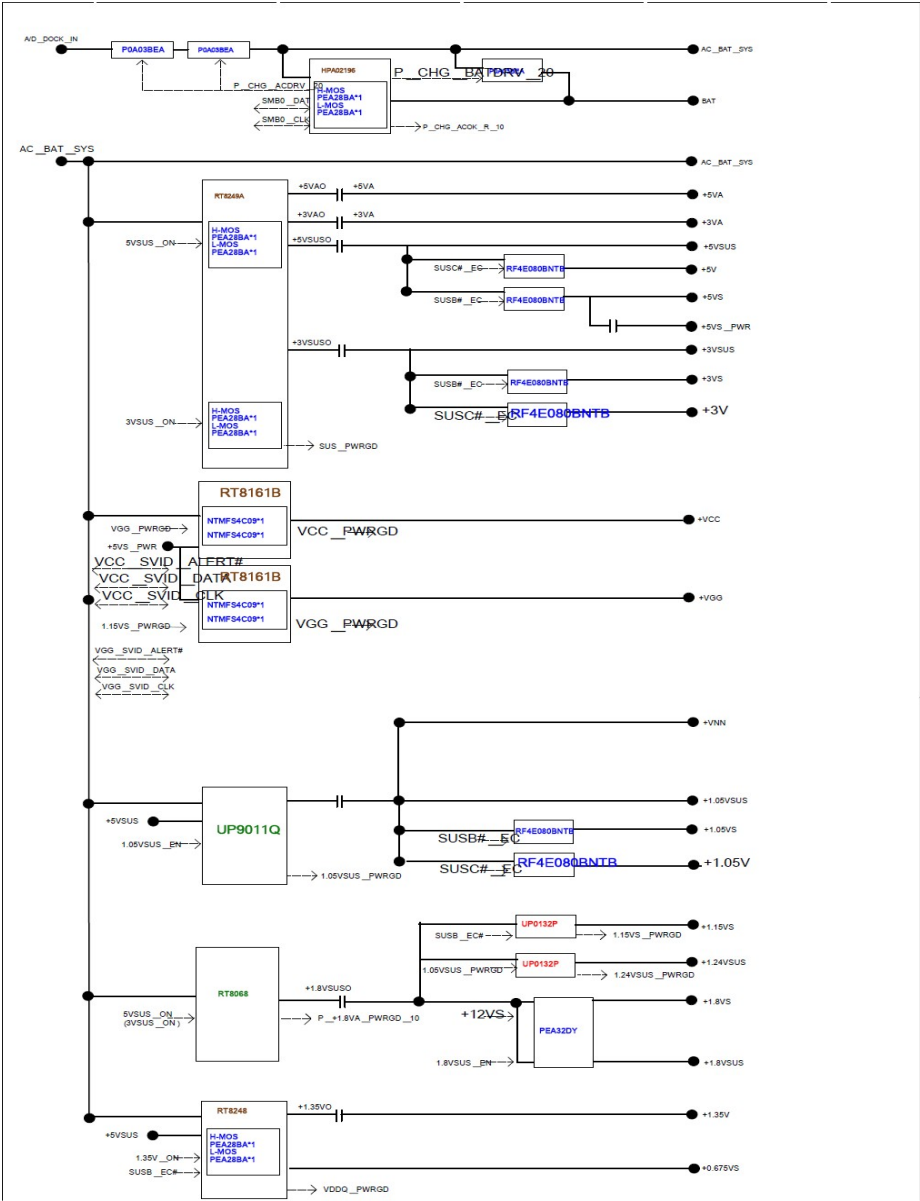 A/D_DOCK_IN
P0A03BEA
P0A03BEA
AC_BAT_SYS
HPA02196
P_CHG_BATDRV_20
P_CHG_ACDRV_20
H-MOS
PEA28BA*1
L-MOS
PEA28BA*1
SMB0_DAT
SMB0_CLK
BAT
P_CHG_ACOK_R_10
AC_BAT_SYS
AC_BAT_SYS
RT8249A
+5VAO
+5VA
+5VA
+3VAO
+3VA
+3VA
H-MOS
PEA28BA*1
L-MOS
PEA28BA*1
5VSUS_ON
+5VSUSO
+5VSUS
SUSC#_EC
RF4E080BNTB
+5V
SUSB#_EC
RF4E080BNTB
+5VS
+5VS_PWR
+3VSUSO
+3VSUS
SUSB#_EC
RF4E080BNTB
+3VS
SUSC#_EC
RF4E080BNTB
+3V
H-MOS
PEA28BA*1
L-MOS
PEA28BA*1
3VSUS_ON
SUS_PWRGD
RT8161B
NTMFS4C09*1
NTMFS4C09*1
VGG_PWRGD
VCC_PWRGD
+VCC
+5VS_PWR
VCC_SVID_ALERT#
VCC_SVID_DATA
VCC_SVID_CLK
RT8161B
NTMFS4C09*1
NTMFS4C09*1
+VGG
1.15VS_PWRGD
VGG_PWRGD
VGG_SVID_ALERT#
VGG_SVID_DATA
VGG_SVID_CLK
+VNN
+5VSUS
1.05VSUS_EN
UP9011Q
+1.05VSUS
SUSB#_EC
RF4E080BNTB
+1.05VS
SUSC#_EC
RF4E080BNTB
+1.05V
1.05VSUS_PWRGD
SUSB_EC#
UP0132P
+1.15VS
1.15VS_PWRGD
1.05VSUS_PWRGD
UP0132P
+1.24VSUS
1.24VSUS_PWRGD
RT8068
+1.8VSUSO
5VSUS_ON
(3VSUS_ON)
P_+1.8VA_PWRGD_10
+12VS
PEA32DY
+1.8VS
1.8VSUS_EN
+1.8VSUS
RT8248
+1.35VO
+1.35V
+5VSUS
H-MOS
PEA28BA*1
L-MOS
PEA28BA*1
1.35V_ON
SUSB_EC#
+0.675VS
VDDQ_PWRGD